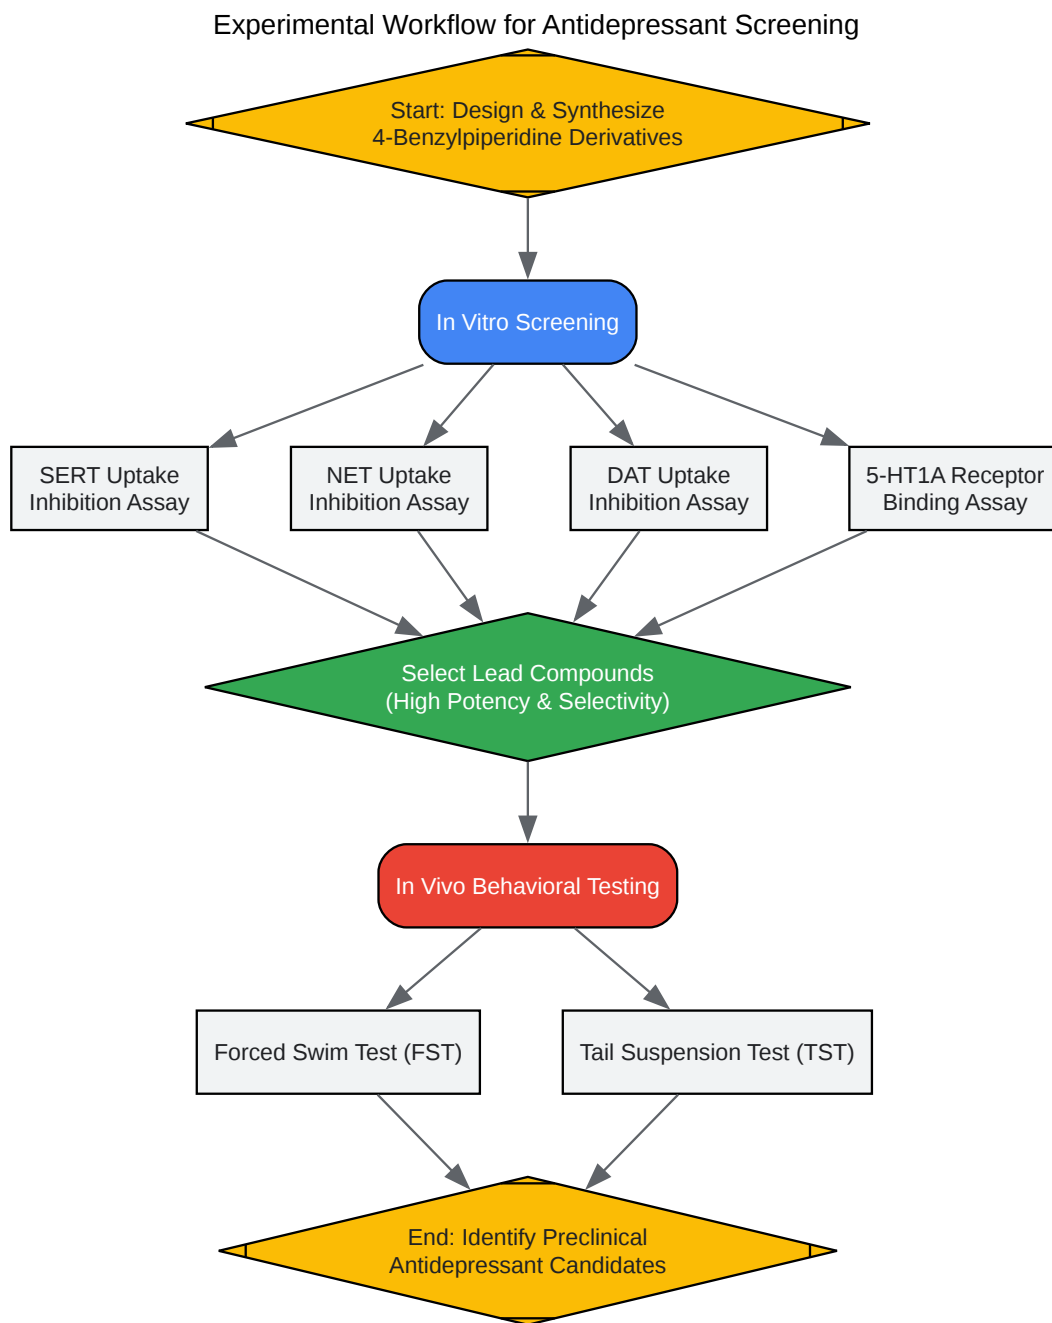 Experimental Workflow for Antidepressant Screening
Start: Design & Synthesize
4-Benzylpiperidine Derivatives
In Vitro Screening
SERT Uptake
Inhibition Assay
NET Uptake
Inhibition Assay
DAT Uptake
Inhibition Assay
5-HT1A Receptor
Binding Assay
Select Lead Compounds
(High Potency & Selectivity)
In Vivo Behavioral Testing
Forced Swim Test (FST)
Tail Suspension Test (TST)
End: Identify Preclinical
Antidepressant Candidates